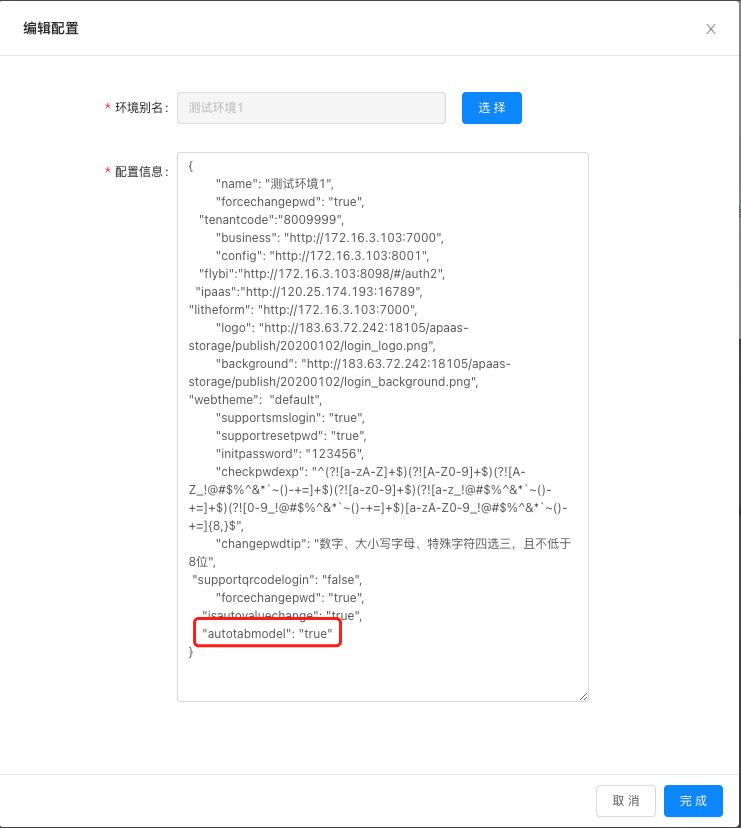 编辑配置
* 环境别名： 测试环境1 选 择
* 配置信息： {
"name": "测试环境1",
"forcechangepwd": "true",
"tenantcode":"8009999",
"business": "http://172.16.3.103:7000",
"config": "http://172.16.3.103:8001",
"flybi":"http://172.16.3.103:8098/#/auth2",
"ipaas":"http://120.25.174.193:16789",
"litheform": "http://172.16.3.103:7000",
"logo": "http://183.63.72.242:18105/apaas-
storage/publish/20200102/login_logo.png",
"background": "http://183.63.72.242:18105/apaas-
storage/publish/20200102/login_background.png",
"webtheme":  "default",
"supportsmslogin": "true",
"supportresetpwd": "true",
"initpassword": "123456",
"checkpwdexp": "^(?![a-zA-Z]+$)(?![A-Z0-9]+$)(?![A-
Z_!@#$%^&*`~()-+=]+$)(?![a-z0-9]+$)(?![a-z_!@#$%^&*`~()-
+=]+$)(?![0-9_!@#$%^&*`~()-+=]+$)[a-zA-Z0-9_!@#$%^&*`~()-
+=]{8,}$",
"changepwdtip": "数字、大小写字母、特殊字符四选三，且不低于
8位",
"supportqrcodelogin": "false",
"forcechangepwd": "true",
"isautovaluechange": "true",
"autotabmodel": "true"
}
取 消 完 成